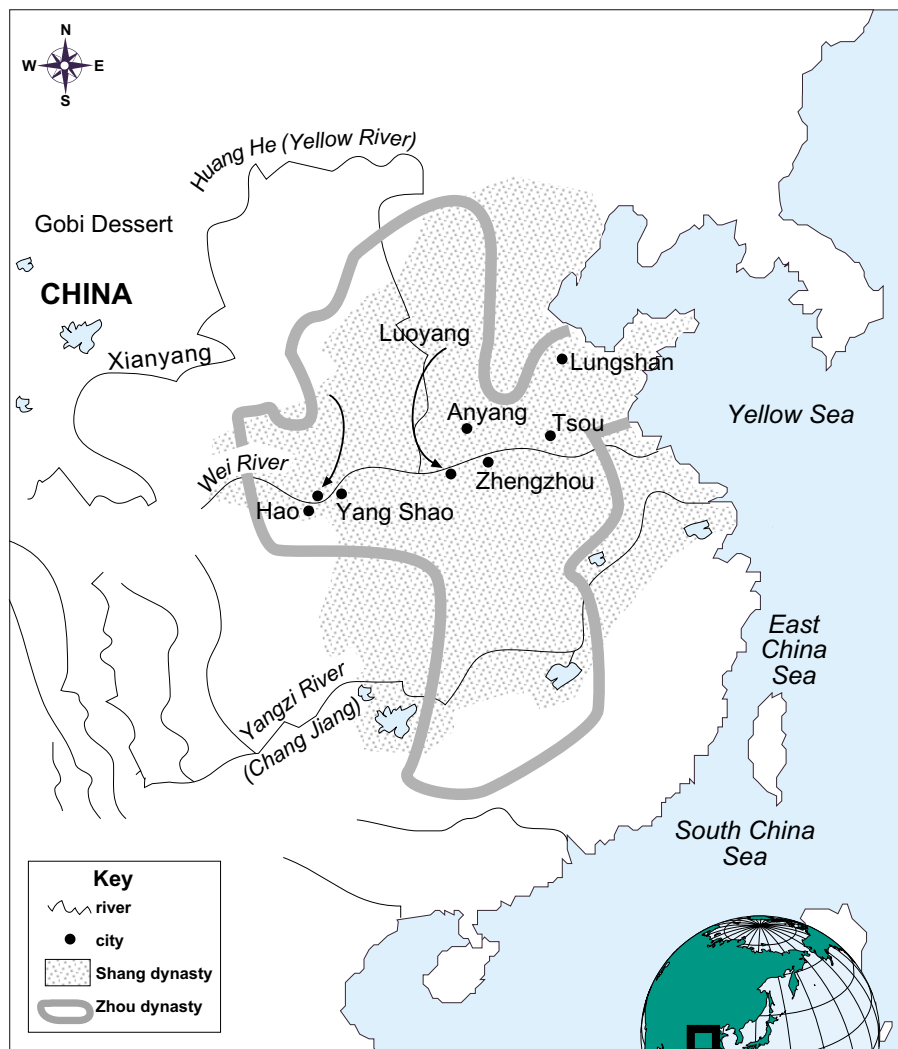 N
W E
S
Huang He (Yellow River)
Gobi Dessert
CHINA
Luoyang
Xianyang
Lungshan
Anyang
Tsou
Yellow Sea
Wei River
Zhengzhou
Hao
Yang Shao
East
China
Sea
Yangzi River
(Chang Jiang)
South China
Sea
Key
river
city
Shang dynasty
Zhou dynasty